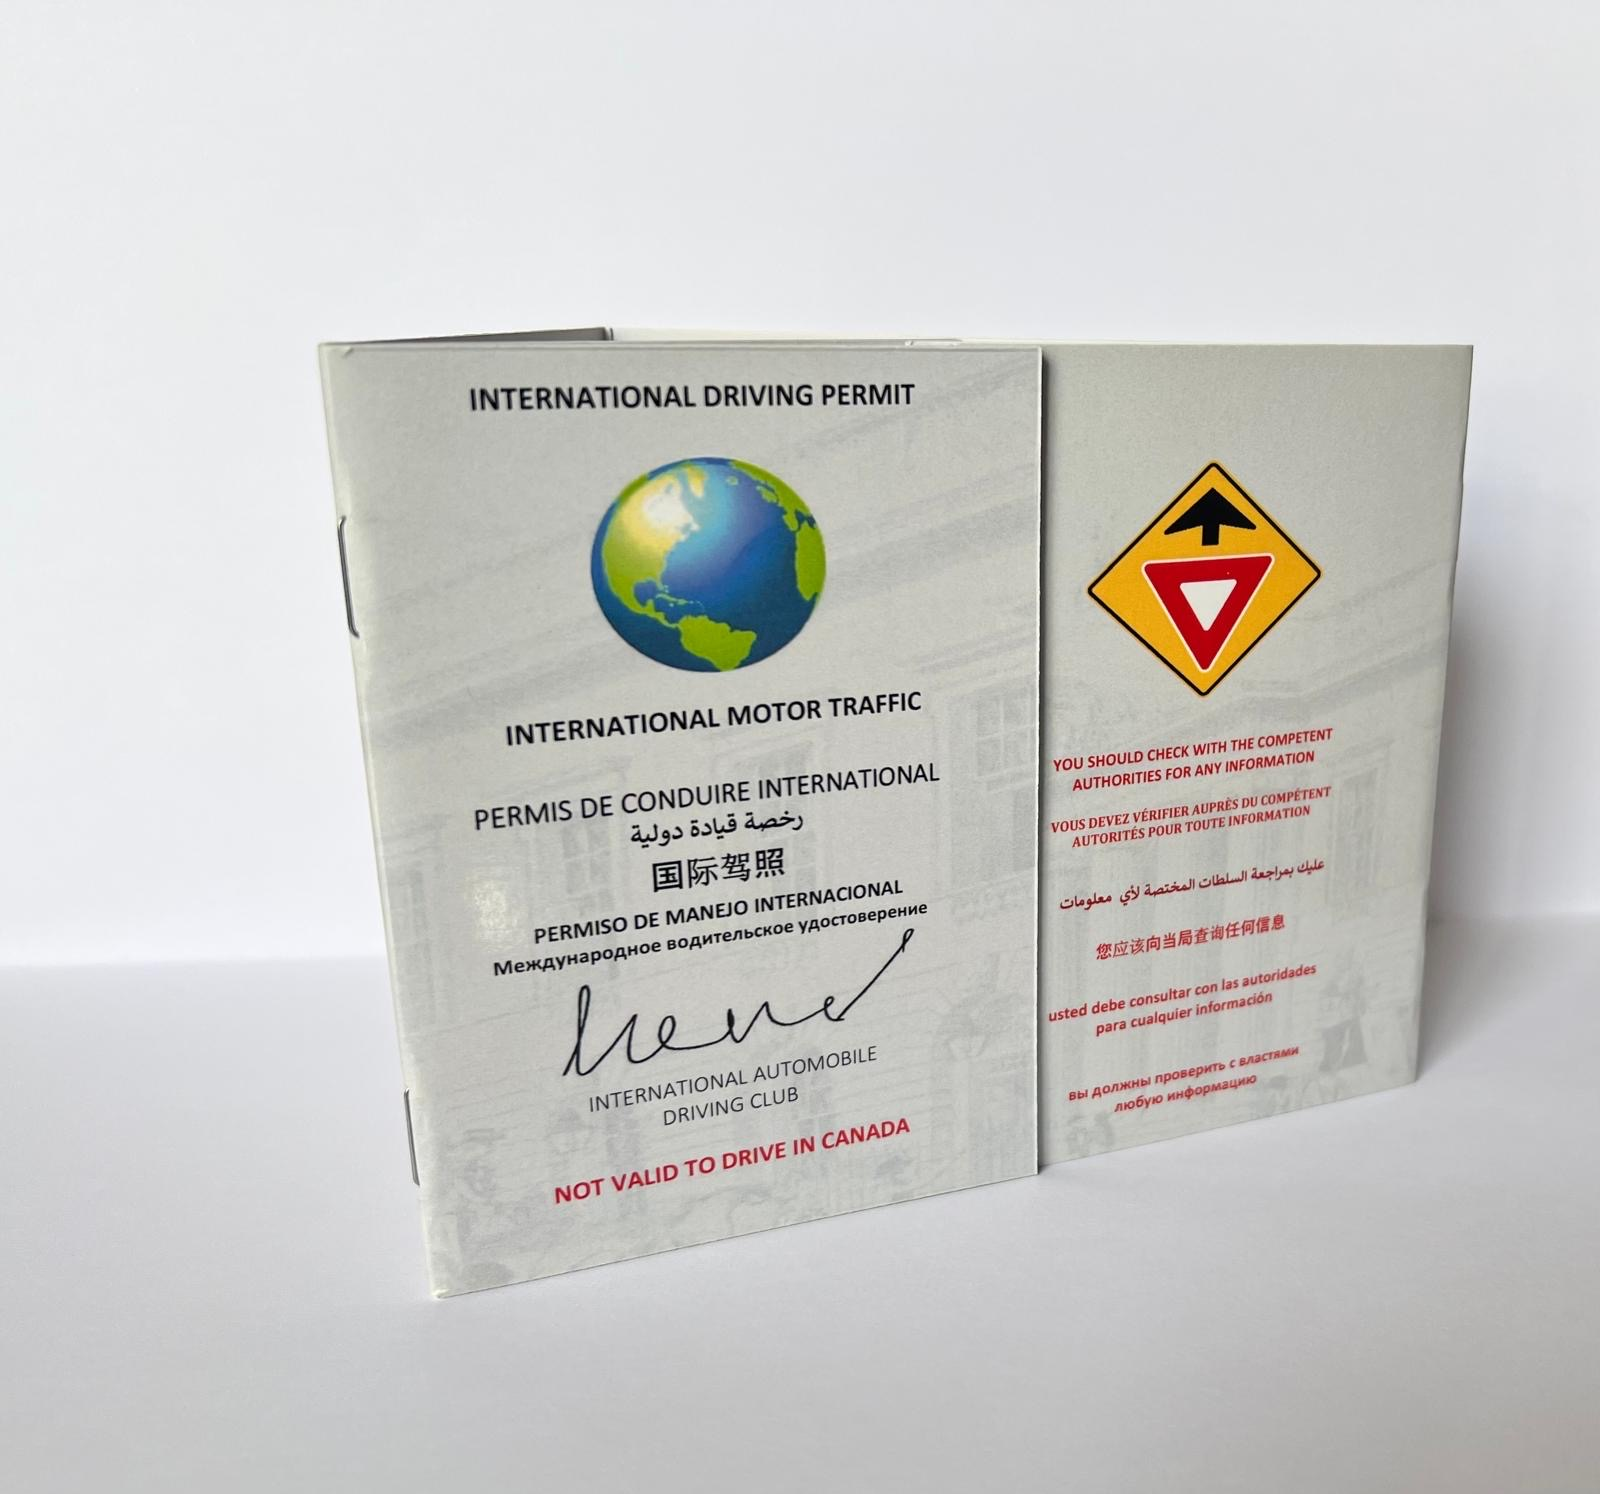 INTERNATIONAL DRIVING PERMIT
INTERNATIONAL MOTOR TRAFFIC
PERMIS DE CONDUIRE INTERNATIONAL
رخصة قيادة دولية
国际驾照
PERMISO DE MANEJO INTERNACIONAL
Международное водительское удостоверение
INTERNATIONAL AUTOMOBILE
DRIVING CLUB
NOT VALID TO DRIVE IN CANADA
YOU SHOULD CHECK WITH THE COMPETENT
AUTHORITIES FOR ANY INFORMATION
VOUS DEVEZ VÉRIFIER AUPRÈS DU COMPÉTENT
AUTORITÉS POUR TOUTE INFORMATION
عليك بمراجعة السلطات المختصة لأي معلومات
您应该向当局查询任何信息
usted debe consultar con las autoridades
para cualquier información
вы должны проверить с властями
любую информацию